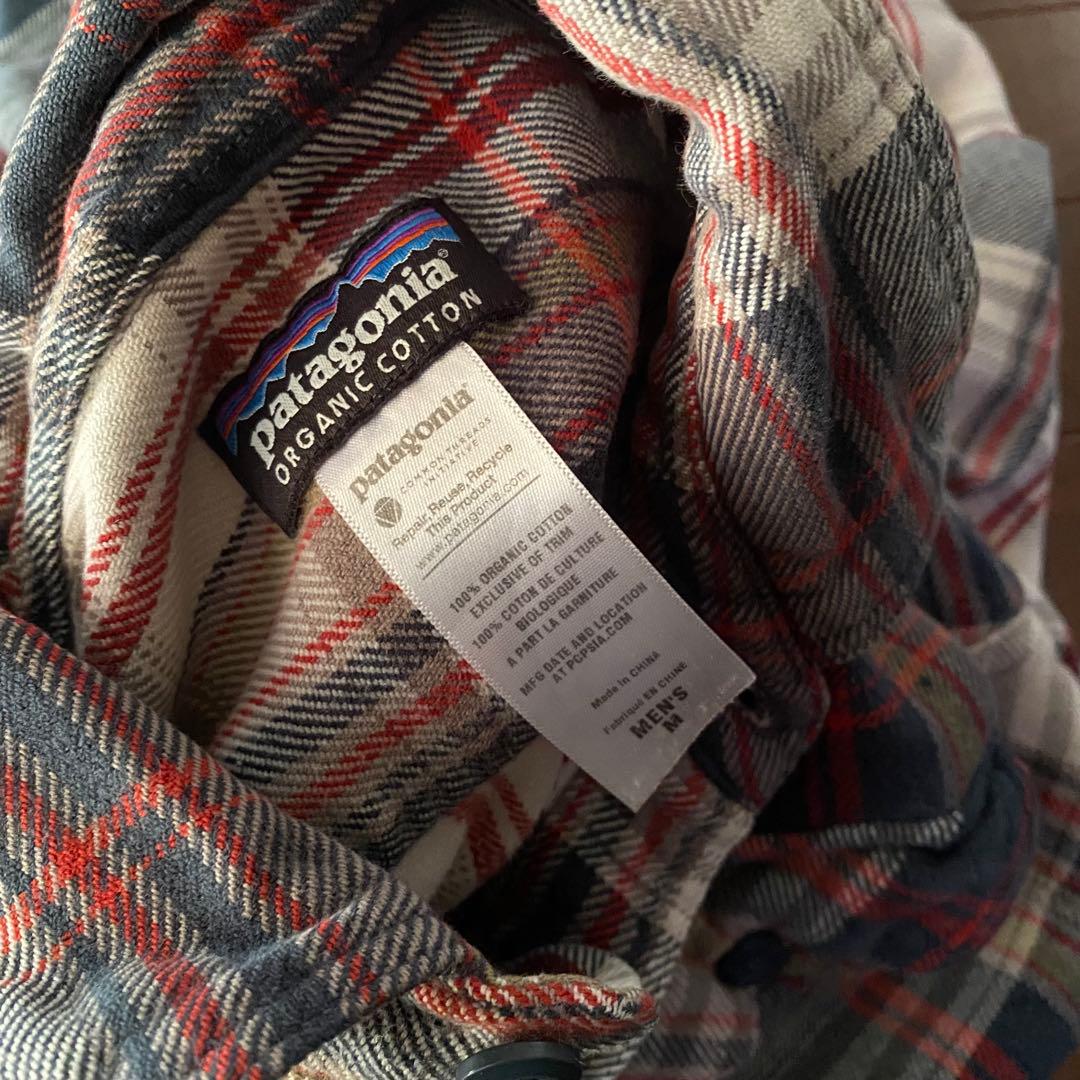 patagonia®
ORGANIC COTTON
patagonia®
COMMON THREADS
INITIATIVE
Repair, Reuse, Recycle
This Product
www.patagonia.com
100% ORGANIC COTTON
EXCLUSIVE OF TRIM
100% COTON DE CULTURE
BIOLOGIQUE
A PART LA GARNITURE
MFG DATE AND LOCATION
AT PCPSIA.COM
Made in CHINA
Fabriqué EN CHINE
MEN'S
M